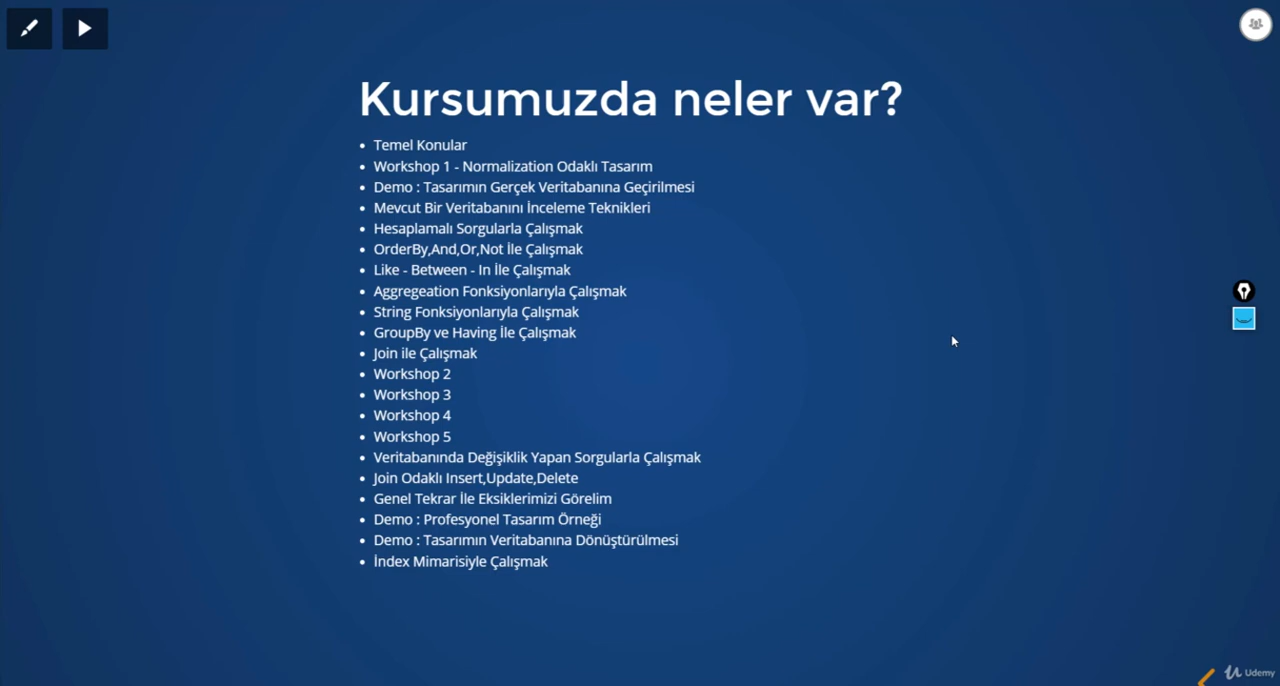 Kursumuzda neler var?
• Temel Konular
• Workshop 1 - Normalization Odaklı Tasarım
• Demo : Tasarımın Gerçek Veritabanına Geçirilmesi
• Mevcut Bir Veritabanını İnceleme Teknikleri
• Hesaplamalı Sorgularla Çalışmak
• OrderBy,And,Or,Not İle Çalışmak
• Like - Between - In İle Çalışmak
• Aggregeation Fonksiyonlarıyla Çalışmak
• String Fonksiyonlarıyla Çalışmak
• GroupBy ve Having İle Çalışmak
• Join ile Çalışmak
• Workshop 2
• Workshop 3
• Workshop 4
• Workshop 5
• Veritabanında Değişiklik Yapan Sorgularla Çalışmak
• Join Odaklı Insert,Update,Delete
• Genel Tekrar İle Eksiklerimizi Görelim
• Demo : Profesyonel Tasarım Örneği
• Demo : Tasarımın Veritabanına Dönüştürülmesi
• İndex Mimarisiyle Çalışmak
Udemy